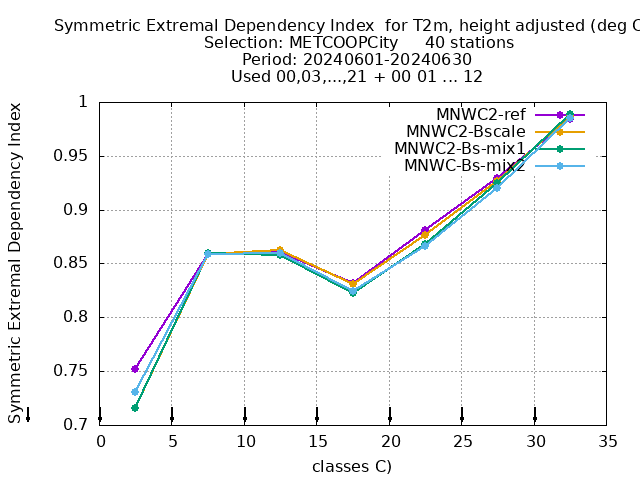 Symmetric Extremal Dependency Index for T2m, height adjusted (deg C
Selection: METCOOPCity 40 stations
Period: 20240601-20240630
Used 00,03,...,21 + 00 01 ... 12
Symmetric Extremal Dependency Index
1
0.95
0.9
0.85
0.8
0.75
0.7
MNWC2-ref
MNWC2-Bscale
MNWC2-Bs-mix1
MNWC-Bs-mix2
0 5 10 15 20 25 30 35
classes C)